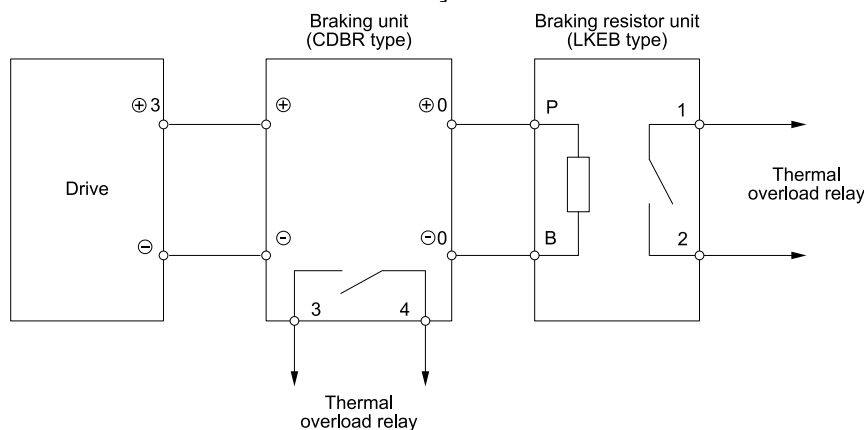 Braking unit
(CDBR type)
Braking resistor unit
(LKEB type)
⊕ 3
⊕
⊕ 0
P
1
Drive
Thermal
overload relay
⊖
⊖
⊖ 0
B
2
3
4
Thermal
overload relay